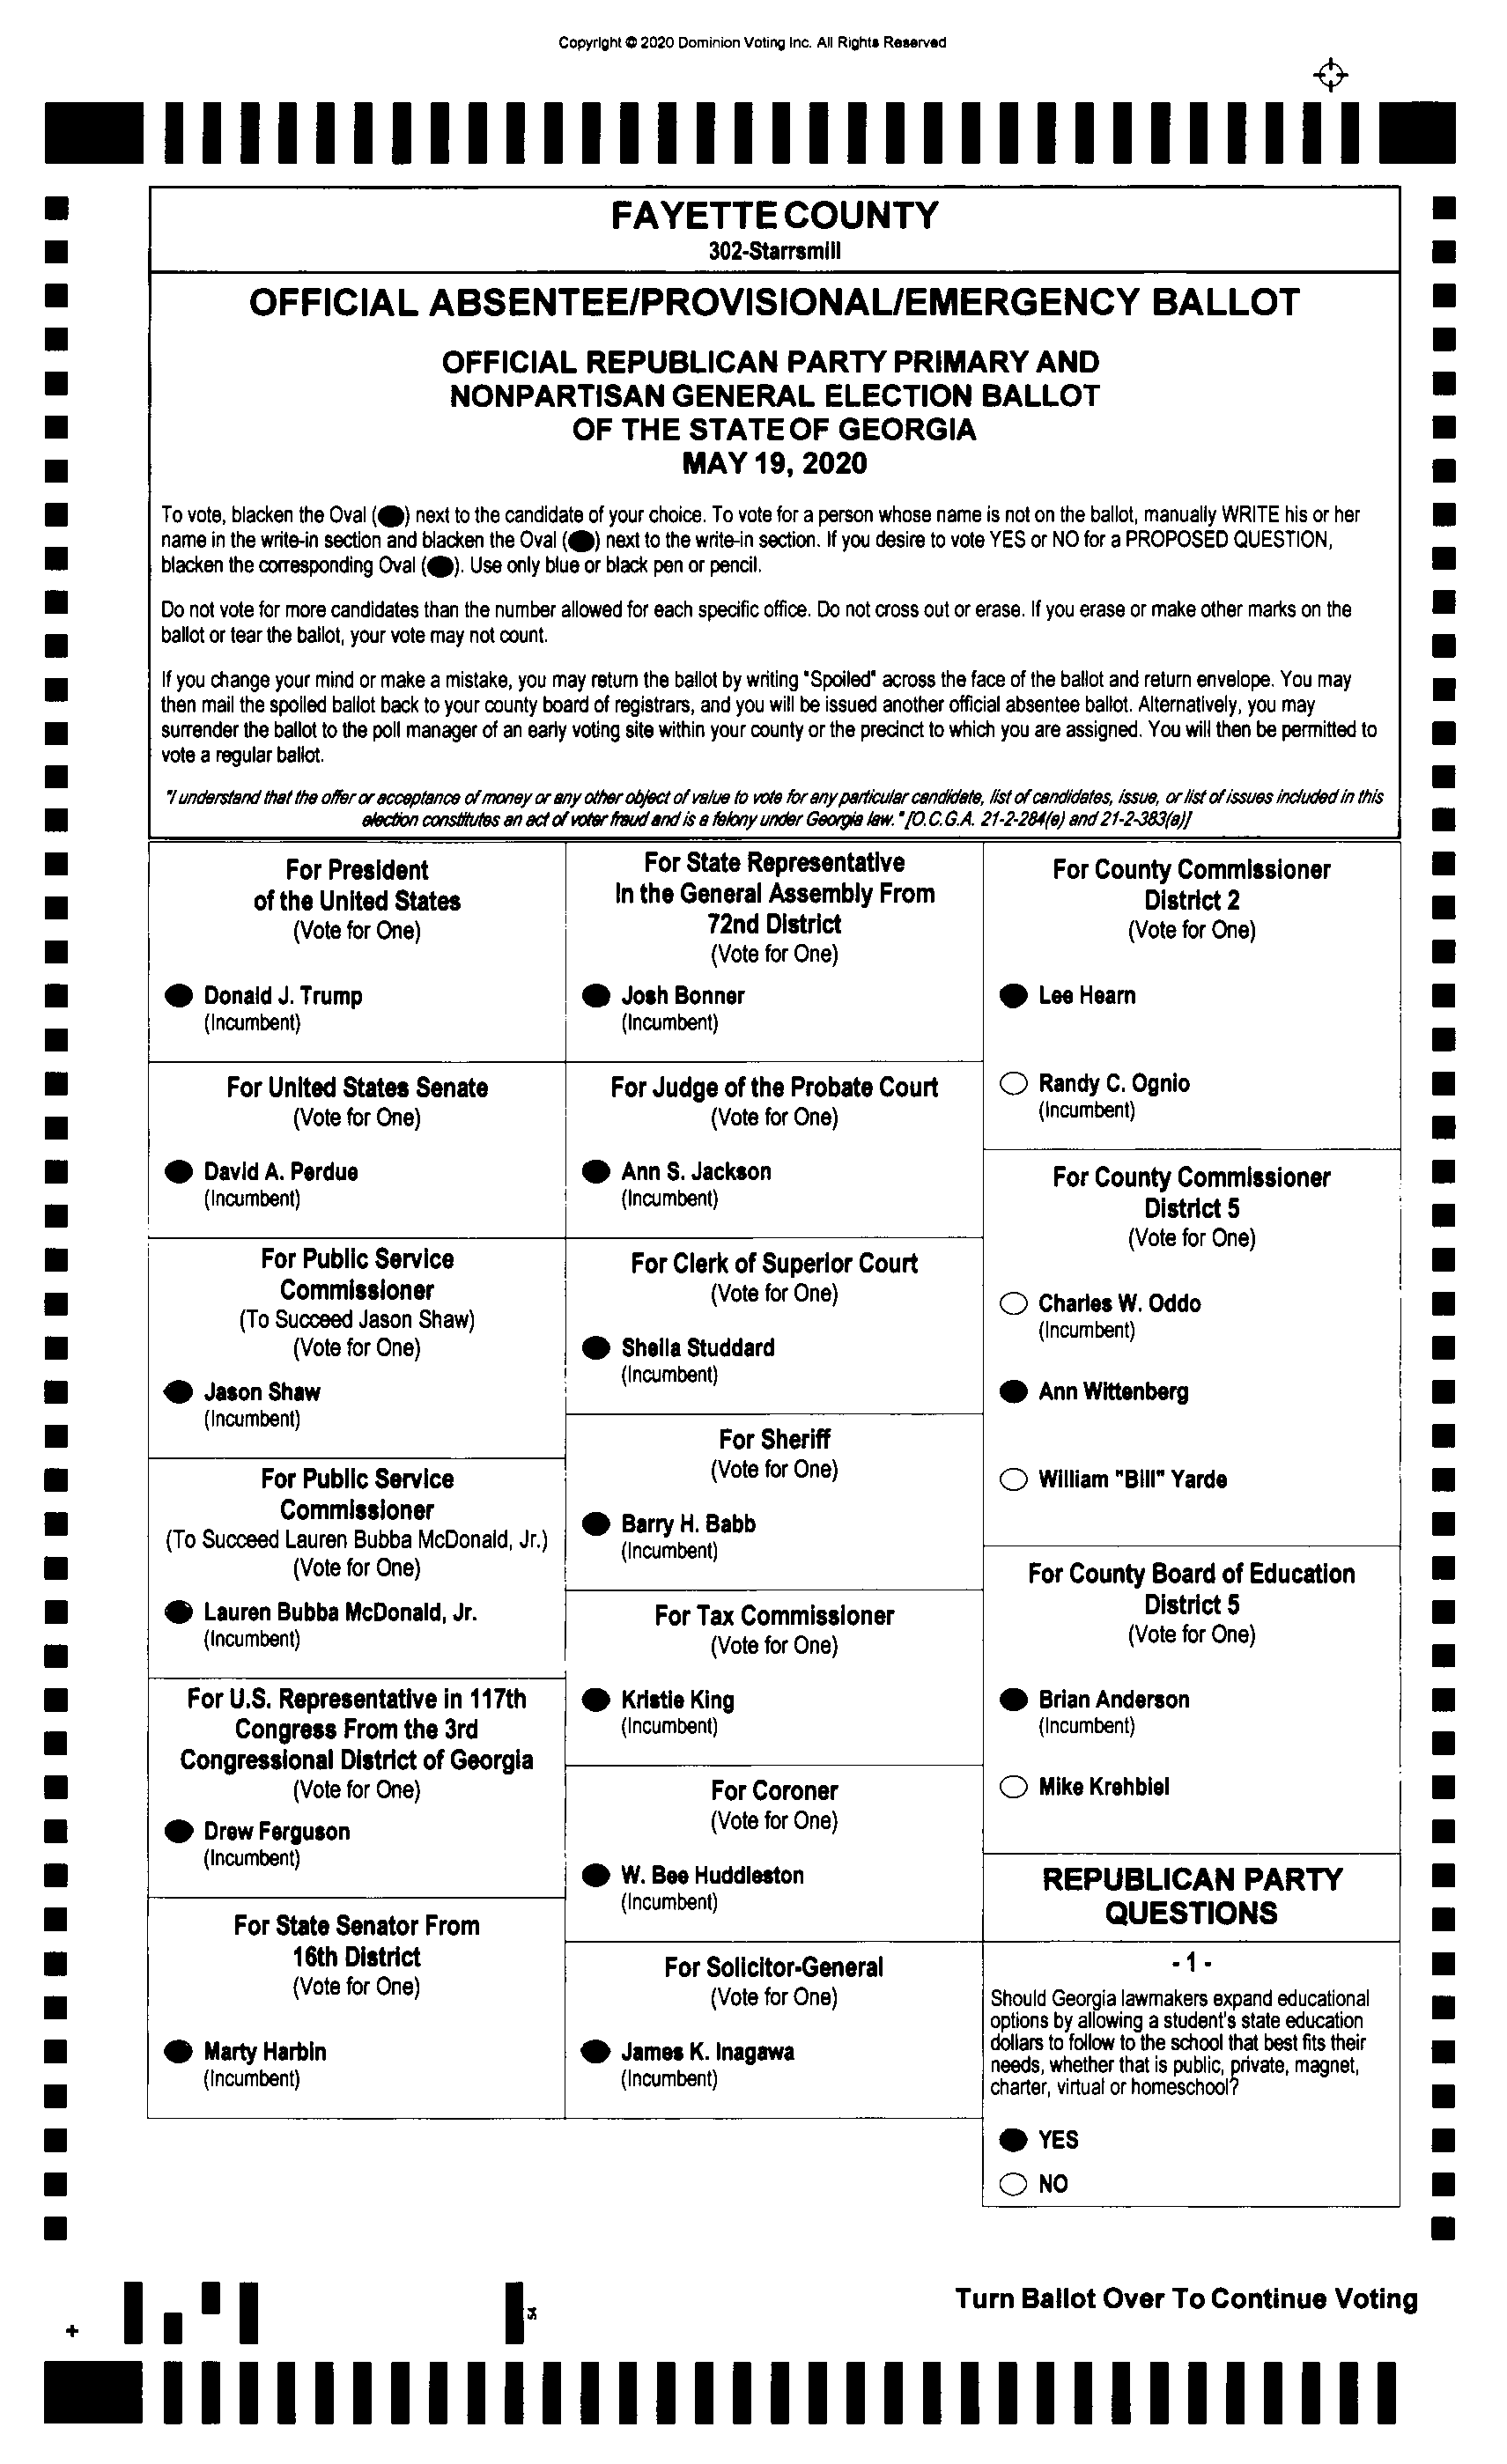 Copyright © 2020 Dominion Voting Inc. All Rights Reserved
FAYETTE COUNTY
302-Starrsmill
OFFICIAL ABSENTEE/PROVISIONAL/EMERGENCY BALLOT
OFFICIAL REPUBLICAN PARTY PRIMARY AND
NONPARTISAN GENERAL ELECTION BALLOT
OF THE STATE OF GEORGIA
MAY 19, 2020
To vote, blacken the Oval (●) next to the candidate of your choice. To vote for a person whose name is not on the ballot, manually WRITE his or her
name in the write-in section and blacken the Oval (●) next to the write-in section. If you desire to vote YES or NO for a PROPOSED QUESTION,
blacken the corresponding Oval (●). Use only blue or black pen or pencil.
Do not vote for more candidates than the number allowed for each specific office. Do not cross out or erase. If you erase or make other marks on the
ballot or tear the ballot, your vote may not count.
If you change your mind or make a mistake, you may return the ballot by writing "Spoiled" across the face of the ballot and return envelope. You may
then mail the spoiled ballot back to your county board of registrars, and you will be issued another official absentee ballot. Alternatively, you may
surrender the ballot to the poll manager of an early voting site within your county or the precinct to which you are assigned. You will then be permitted to
vote a regular ballot.
"I understand that the offer or acceptance of money or any other object of value to vote for any particular candidate, list of candidates, issue, or list of issues included in this
election constitutes an act of voter fraud and is a felony under Georgia law." [O.C.G.A. 21-2-284(e) and 21-2-383(a)]
For President
of the United States
(Vote for One)
Donald J. Trump
(Incumbent)
For United States Senate
(Vote for One)
David A. Perdue
(Incumbent)
For Public Service
Commissioner
(To Succeed Jason Shaw)
(Vote for One)
Jason Shaw
(Incumbent)
For Public Service
Commissioner
(To Succeed Lauren Bubba McDonald, Jr.)
(Vote for One)
Lauren Bubba McDonald, Jr.
(Incumbent)
For U.S. Representative in 117th
Congress From the 3rd
Congressional District of Georgia
(Vote for One)
Drew Ferguson
(Incumbent)
For State Senator From
16th District
(Vote for One)
Marty Harbin
(Incumbent)
For State Representative
In the General Assembly From
72nd District
(Vote for One)
Josh Bonner
(Incumbent)
For Judge of the Probate Court
(Vote for One)
Ann S. Jackson
(Incumbent)
For Clerk of Superior Court
(Vote for One)
Sheila Studdard
(Incumbent)
For Sheriff
(Vote for One)
Barry H. Babb
(Incumbent)
For Tax Commissioner
(Vote for One)
Kristie King
(Incumbent)
For Coroner
(Vote for One)
W. Bee Huddleston
(Incumbent)
For Solicitor-General
(Vote for One)
James K. Inagawa
(Incumbent)
For County Commissioner
District 2
(Vote for One)
Lee Hearn
Randy C. Ognio
(Incumbent)
For County Commissioner
District 5
(Vote for One)
Charles W. Oddo
(Incumbent)
Ann Wittenberg
William "Bill" Yarde
For County Board of Education
District 5
(Vote for One)
Brian Anderson
(Incumbent)
Mike Krehbiel
REPUBLICAN PARTY
QUESTIONS
- 1 -
Should Georgia lawmakers expand educational
options by allowing a student's state education
dollars to follow to the school that best fits their
needs, whether that is public, private, magnet,
charter, virtual or homeschool?
YES
NO
54
Turn Ballot Over To Continue Voting